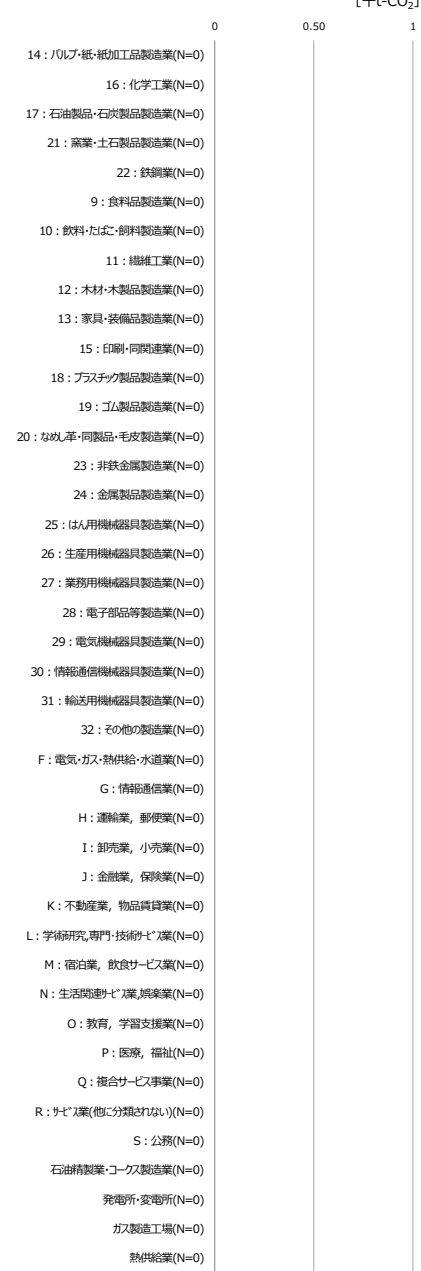 [千t-CO₂]
0 0.50 1
14：パルプ・紙・紙加工品製造業(N=0)
16：化学工業(N=0)
17：石油製品・石炭製品製造業(N=0)
21：窯業・土石製品製造業(N=0)
22：鉄鋼業(N=0)
9：食料品製造業(N=0)
10：飲料・たばこ・飼料製造業(N=0)
11：繊維工業(N=0)
12：木材・木製品製造業(N=0)
13：家具・装備品製造業(N=0)
15：印刷・同関連業(N=0)
18：プラスチック製品製造業(N=0)
19：ゴム製品製造業(N=0)
20：なめし革・同製品・毛皮製造業(N=0)
23：非鉄金属製造業(N=0)
24：金属製品製造業(N=0)
25：はん用機械器具製造業(N=0)
26：生産用機械器具製造業(N=0)
27：業務用機械器具製造業(N=0)
28：電子部品等製造業(N=0)
29：電気機械器具製造業(N=0)
30：情報通信機械器具製造業(N=0)
31：輸送用機械器具製造業(N=0)
32：その他の製造業(N=0)
F：電気・ガス・熱供給・水道業(N=0)
G：情報通信業(N=0)
H：運輸業，郵便業(N=0)
I：卸売業，小売業(N=0)
J：金融業，保険業(N=0)
K：不動産業，物品賃貸業(N=0)
L：学術研究,専門・技術ｻｰﾋﾞｽ業(N=0)
M：宿泊業，飲食サービス業(N=0)
N：生活関連ｻｰﾋﾞｽ業,娯楽業(N=0)
O：教育，学習支援業(N=0)
P：医療，福祉(N=0)
Q：複合サービス事業(N=0)
R：ｻｰﾋﾞｽ業(他に分類されない)(N=0)
S：公務(N=0)
石油精製業・コークス製造業(N=0)
発電所・変電所(N=0)
ガス製造工場(N=0)
熱供給業(N=0)